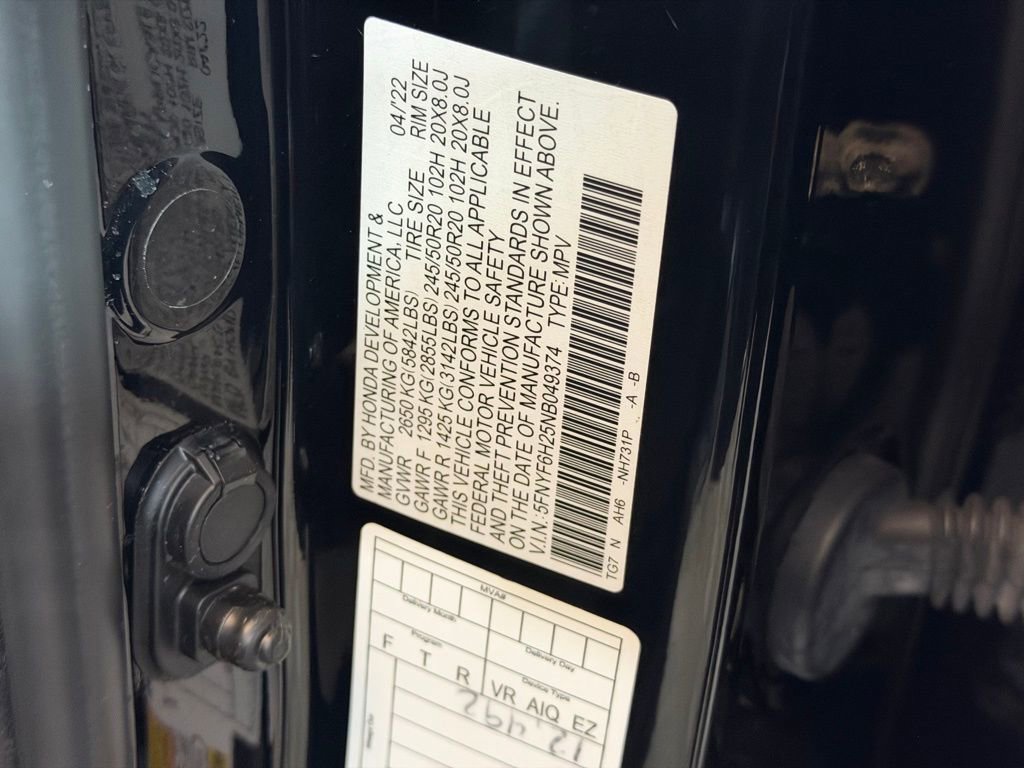 MFD. BY HONDA DEVELOPMENT &
MANUFACTURING OF AMERICA, LLC 04/'22
GVWR 2650 KG(5842LBS) TIRE SIZE RIM SIZE
GAWR F 1295 KG(2855LBS) 245/50R20 102H 20X8.0J
GAWR R 1425 KG(3142LBS) 245/50R20 102H 20X8.0J
THIS VEHICLE CONFORMS TO ALL APPLICABLE
FEDERAL MOTOR VEHICLE SAFETY
AND THEFT PREVENTION STANDARDS IN EFFECT
ON THE DATE OF MANUFACTURE SHOWN ABOVE.
V.I.N. 5FNYF6H25NB049374 TYPE: MPV
TG7 N AH6 -NH731P -A -B
MVA#
Delivery Month Delivery Day
Program Device Type
F T R VR AIQ EZ
12,492